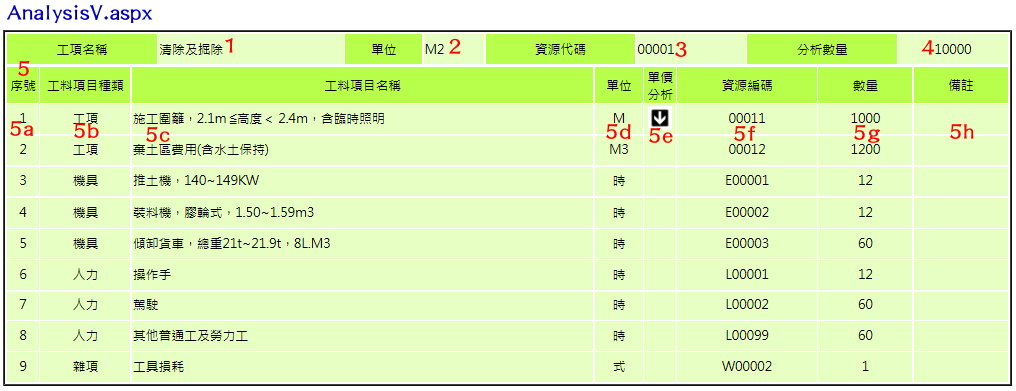 AnalysisV.aspx
工項名稱 清除及掘除 1 單位 M2 2 資源代碼 00001 3 分析數量 4 10000
5
序號 工料項目種類 工料項目名稱 單位 單價分析 資源編碼 數量 備註
1 工項 施工圍籬，2.1m≦高度< 2.4m，含臨時照明 M 00011 1000
5a 5b 5c 5d 5e 5f 5g 5h
2 工項 棄土區費用(含水土保持) M3 00012 1200
3 機具 推土機，140~149KW 時 E00001 12
4 機具 裝料機，膠輪式，1.50~1.59m3 時 E00002 12
5 機具 傾卸貨車，總重21t~21.9t，8L.M3 時 E00003 60
6 人力 操作手 時 L00001 12
7 人力 駕駛 時 L00002 60
8 人力 其他普通工及勞力工 時 L00099 60
9 雜項 工具損耗 式 W00002 1